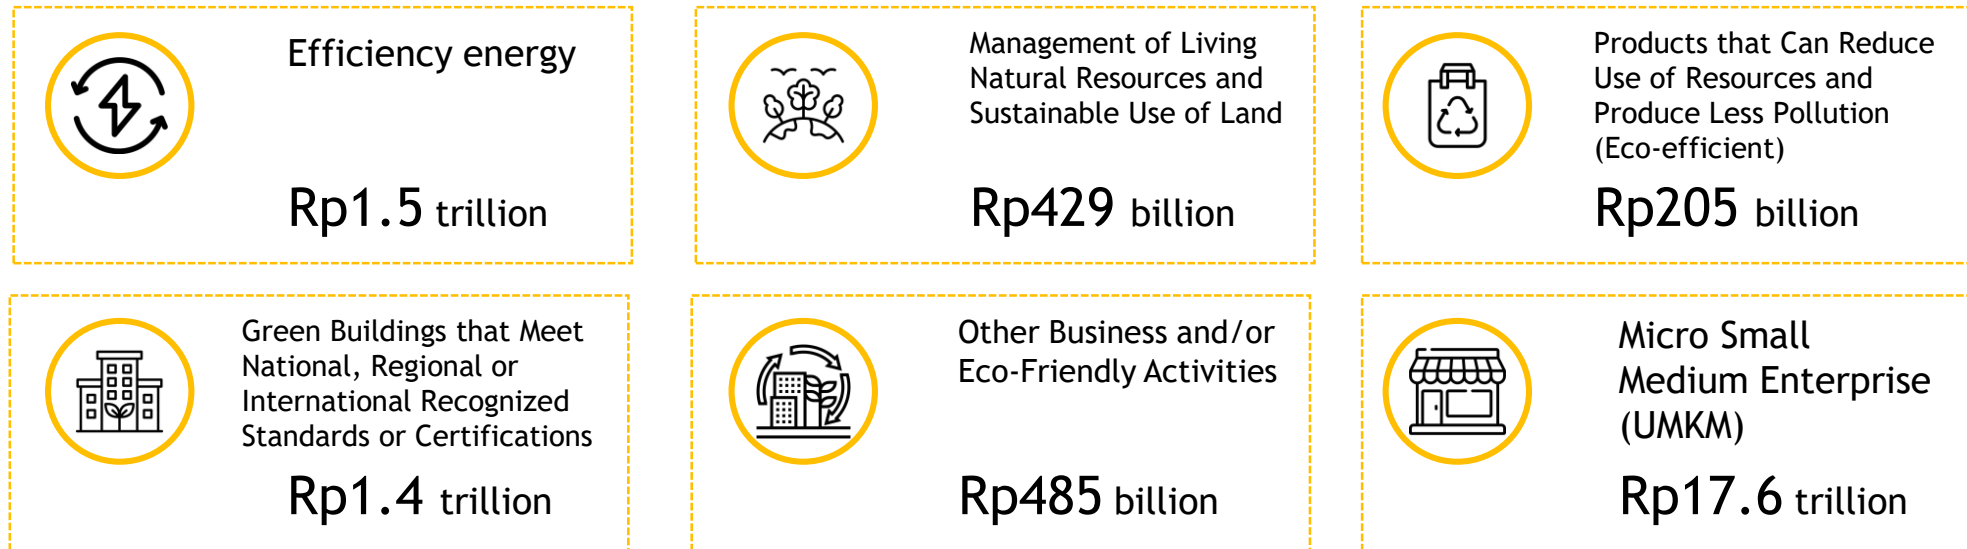 Efficiency energy
Rp1.5 trillion
Management of Living
Natural Resources and
Sustainable Use of Land
Rp429 billion
Products that Can Reduce
Use of Resources and
Produce Less Pollution
(Eco-efficient)
Rp205 billion
Green Buildings that Meet
National, Regional or
International Recognized
Standards or Certifications
Rp1.4 trillion
Other Business and/or
Eco-Friendly Activities
Rp485 billion
Micro Small
Medium Enterprise
(UMKM)
Rp17.6 trillion